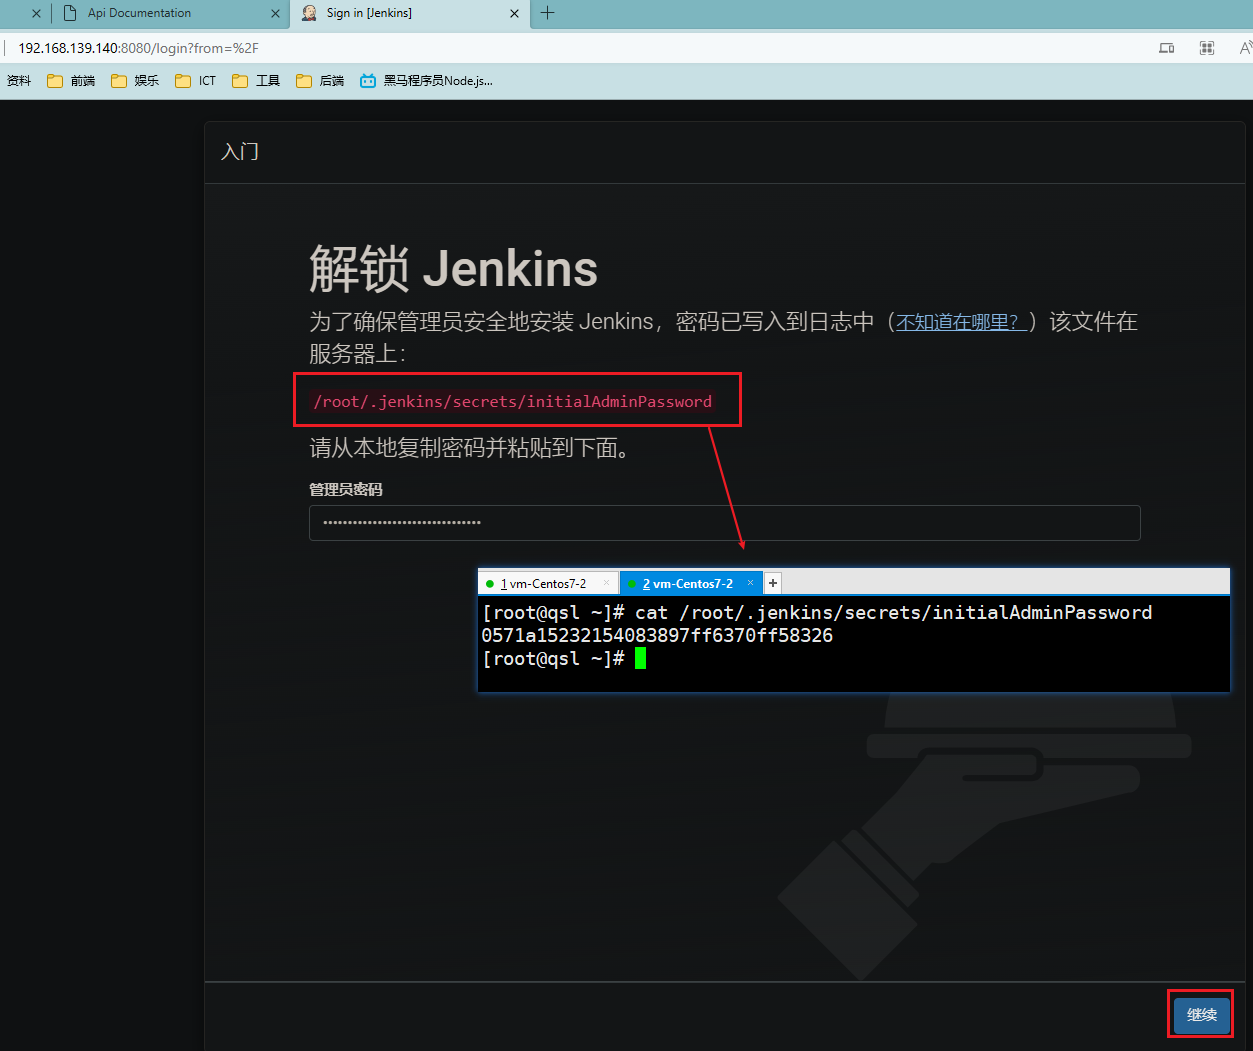 Api Documentation
Sign in [Jenkins]
192.168.139.140:8080/login?from=%2F
资料 前端 娱乐 ICT 工具 后端 黑马程序员Node.js...
入门
解锁 Jenkins
为了确保管理员安全地安装 Jenkins，密码已写入到日志中（不知道在哪里？）该文件在
服务器上：
/root/.jenkins/secrets/initialAdminPassword
请从本地复制密码并粘贴到下面。
管理员密码
1 vm-Centos7-2 2 vm-Centos7-2
[root@qsl ~]# cat /root/.jenkins/secrets/initialAdminPassword
0571a15232154083897ff6370ff58326
[root@qsl ~]#
继续